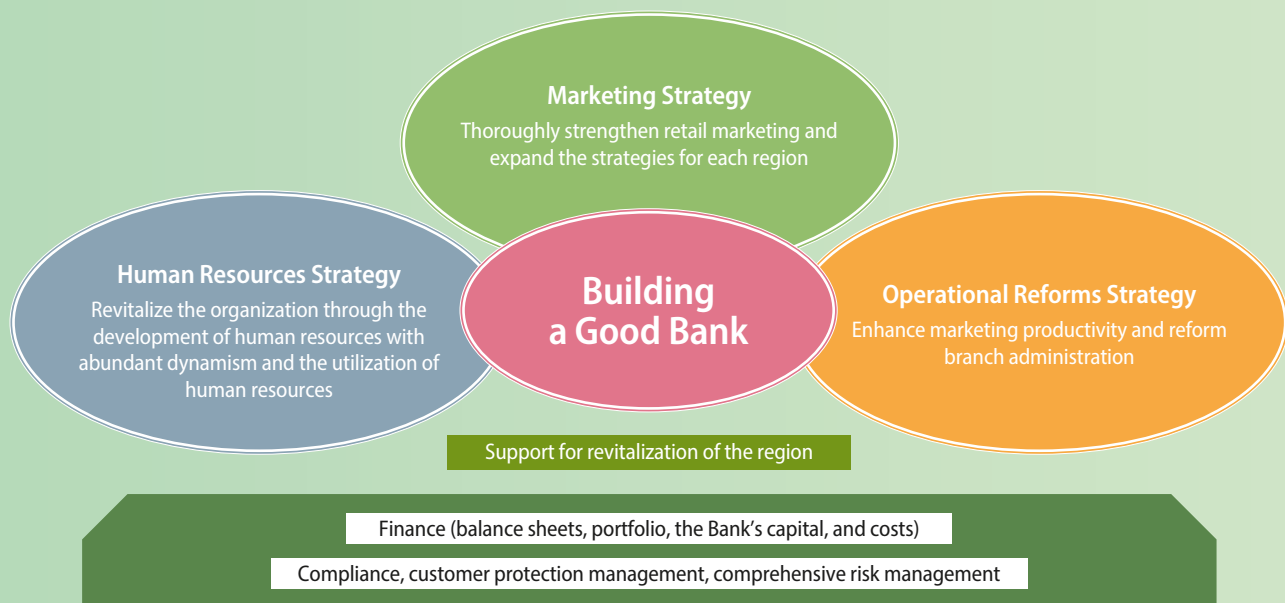 Marketing Strategy
Thoroughly strengthen retail marketing and
expand the strategies for each region
Human Resources Strategy
Revitalize the organization through the
development of human resources with
abundant dynamism and the utilization of
human resources
Building
a Good Bank
Operational Reforms Strategy
Enhance marketing productivity and reform
branch administration
Support for revitalization of the region
Finance (balance sheets, portfolio, the Bank’s capital, and costs)
Compliance, customer protection management, comprehensive risk management